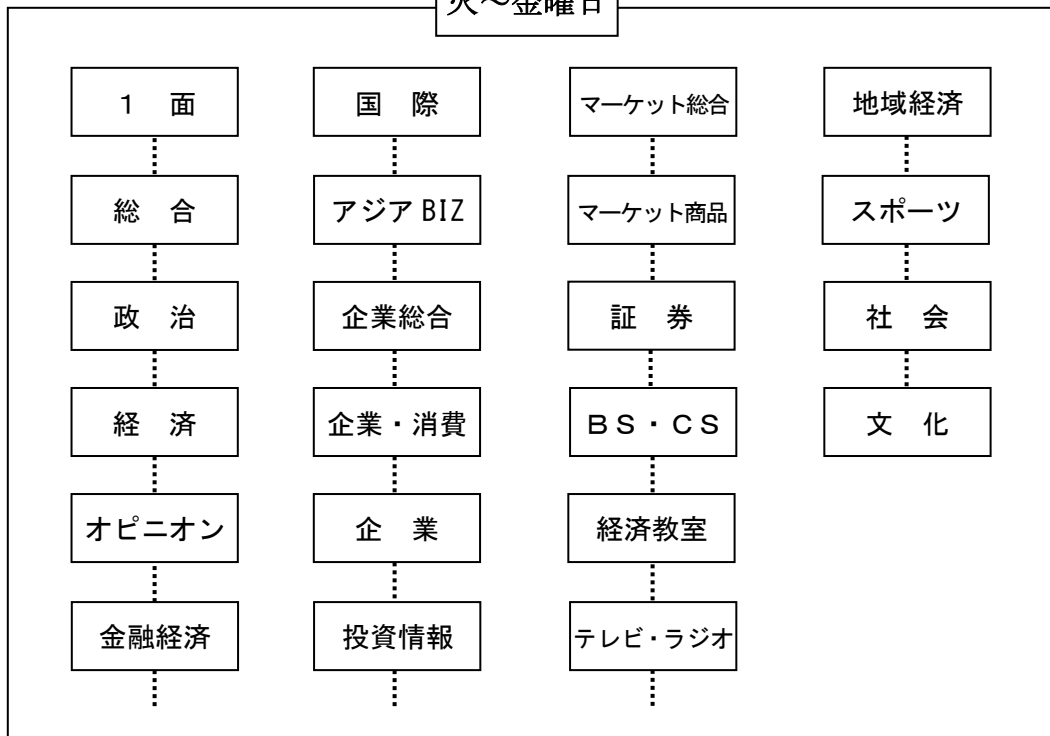 火～金曜日
１　面
総　合
政　治
経　済
オピニオン
金融経済
国　際
アジア BIZ
企業総合
企業・消費
企　業
投資情報
マーケット総合
マーケット商品
証　券
ＢＳ・ＣＳ
経済教室
テレビ・ラジオ
地域経済
スポーツ
社　会
文　化